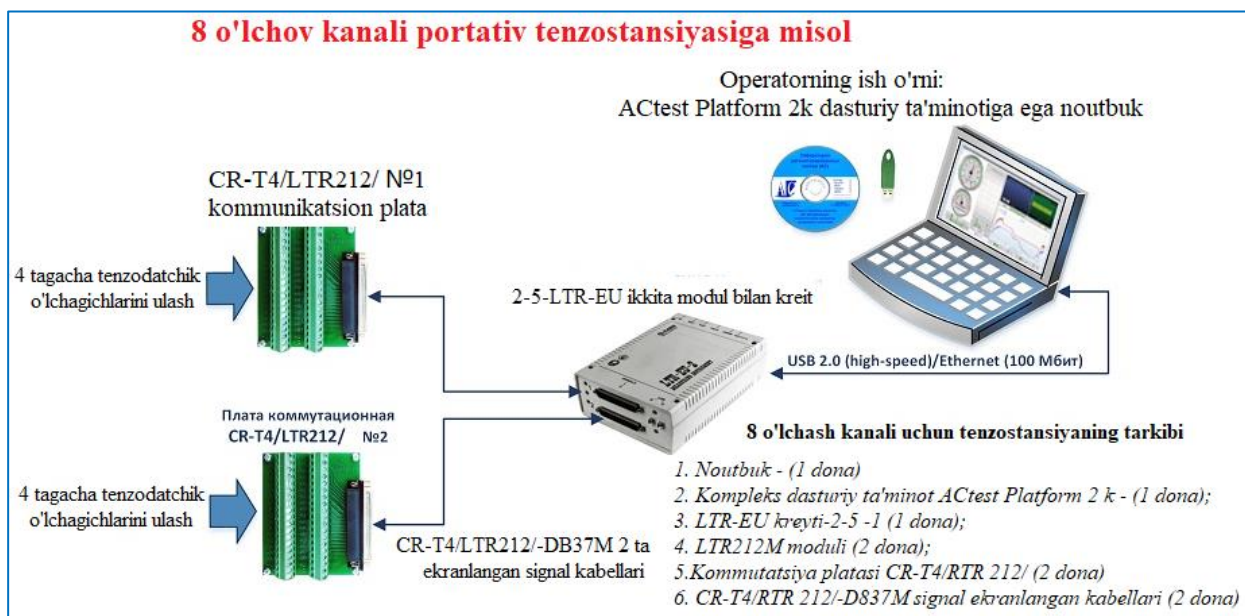 8 o'lchov kanali portativ tenzostansiyasiga misol
Operatorning ish o'rni:
ACtest Platform 2k dasturiy ta'minotiga ega noutbuk
CR-T4/LTR212/ №1
kommunikatsion plata
4 tagacha tenzodatchik
o'lchagichlarini ulash
2-5-LTR-EU ikkita modul bilan kreit
LTR-EU-2
USB 2.0 (high-speed)/Ethernet (100 Мбит)
Плата коммутационная
CR-T4/LTR212/ №2
4 tagacha tenzodatchik
o'lchagichlarini ulash
CR-T4/LTR212/-DB37M 2 ta
ekranlangan signal kabellari
8 o'lchash kanali uchun tenzostansiyaning tarkibi
1. Noutbuk - (1 dona)
2. Kompleks dasturiy ta'minot ACtest Platform 2 k - (1 dona);
3. LTR-EU kreyti-2-5 -1 (1 dona);
4. LTR212M moduli (2 dona);
5.Kommutatsiya platasi CR-T4/RTR 212/ (2 dona)
6. CR-T4/RTR 212/-D837M signal ekranlangan kabellari (2 dona)